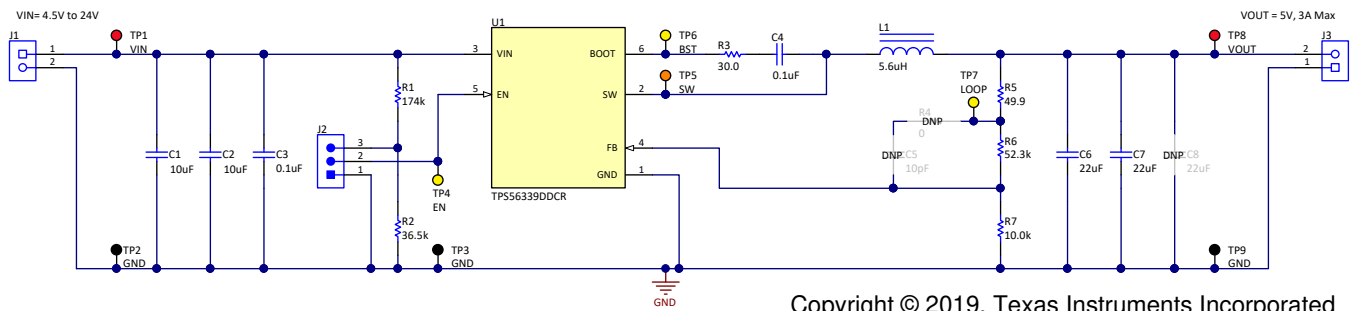 VIN= 4.5V to 24V
VOUT = 5V, 3A Max
J1
1
2
TP1
VIN
U1
3
VIN
BOOT
6
TP6
BST
R3
30.0
C4
0.1uF
L1
5.6uH
TP8
VOUT
J3
2
1
R1
174k
5
EN
SW
2
TP5
SW
TP7
LOOP
R5
49.9
R4
0
DNP
J2
3
2
1
C1
10uF
C2
10uF
C3
0.1uF
TP4
EN
FB
4
GND
1
TPS56339DDCR
DNP
C5
10pF
R6
52.3k
C6
22uF
C7
22uF
DNP
C8
22uF
R2
36.5k
R7
10.0k
TP2
GND
TP3
GND
TP9
GND
GND
Copyright © 2019, Texas Instruments Incorporated